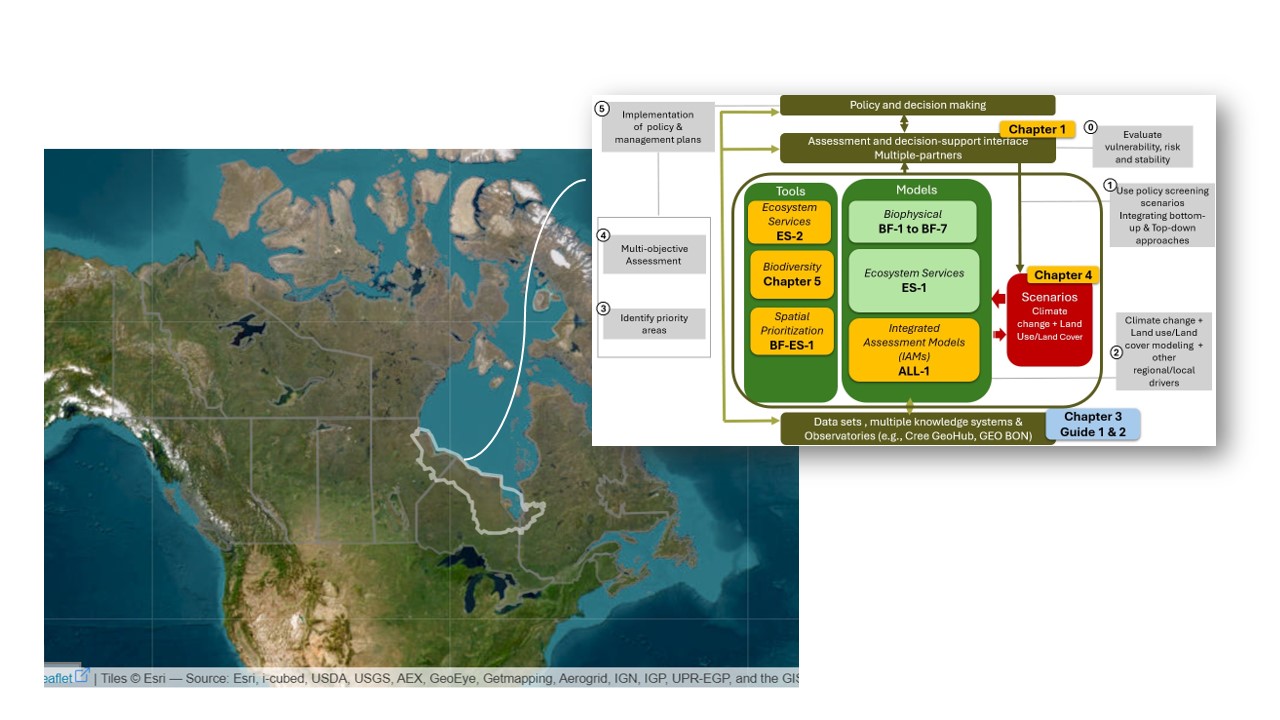 Policy and decision making
Chapter 1
Assessment and decision-support interface
Multiple-partners
5
Implementation
of policy &
management plans
4
Multi-objective
Assessment
3
Identify priority
areas
Tools
Ecosystem
Services
ES-2
Biodiversity
Chapter 5
Spatial
Prioritization
BF-ES-1
Models
Biophysical
BF-1 to BF-7
Ecosystem Services
ES-1
Integrated
Assessment Models
(IAMs)
ALL-1
Chapter 4
Scenarios
Climate
change + Land
Use/Land Cover
0
Evaluate
vulnerability, risk
and stability
1
Use policy screening
scenarios
Integrating bottom-
up & Top-down
approaches
2
Climate change +
Land use/Land
cover modeling +
other
regional/local
drivers
Data sets , multiple knowledge systems &
Observatories (e.g., Cree GeoHub, GEO BON)
Chapter 3
Guide 1 & 2
eaflet | Tiles © Esri — Source: Esri, i-cubed, USDA, USGS, AEX, GeoEye, Getmapping, Aerogrid, IGN, IGP, UPR-EGP, and the GIS